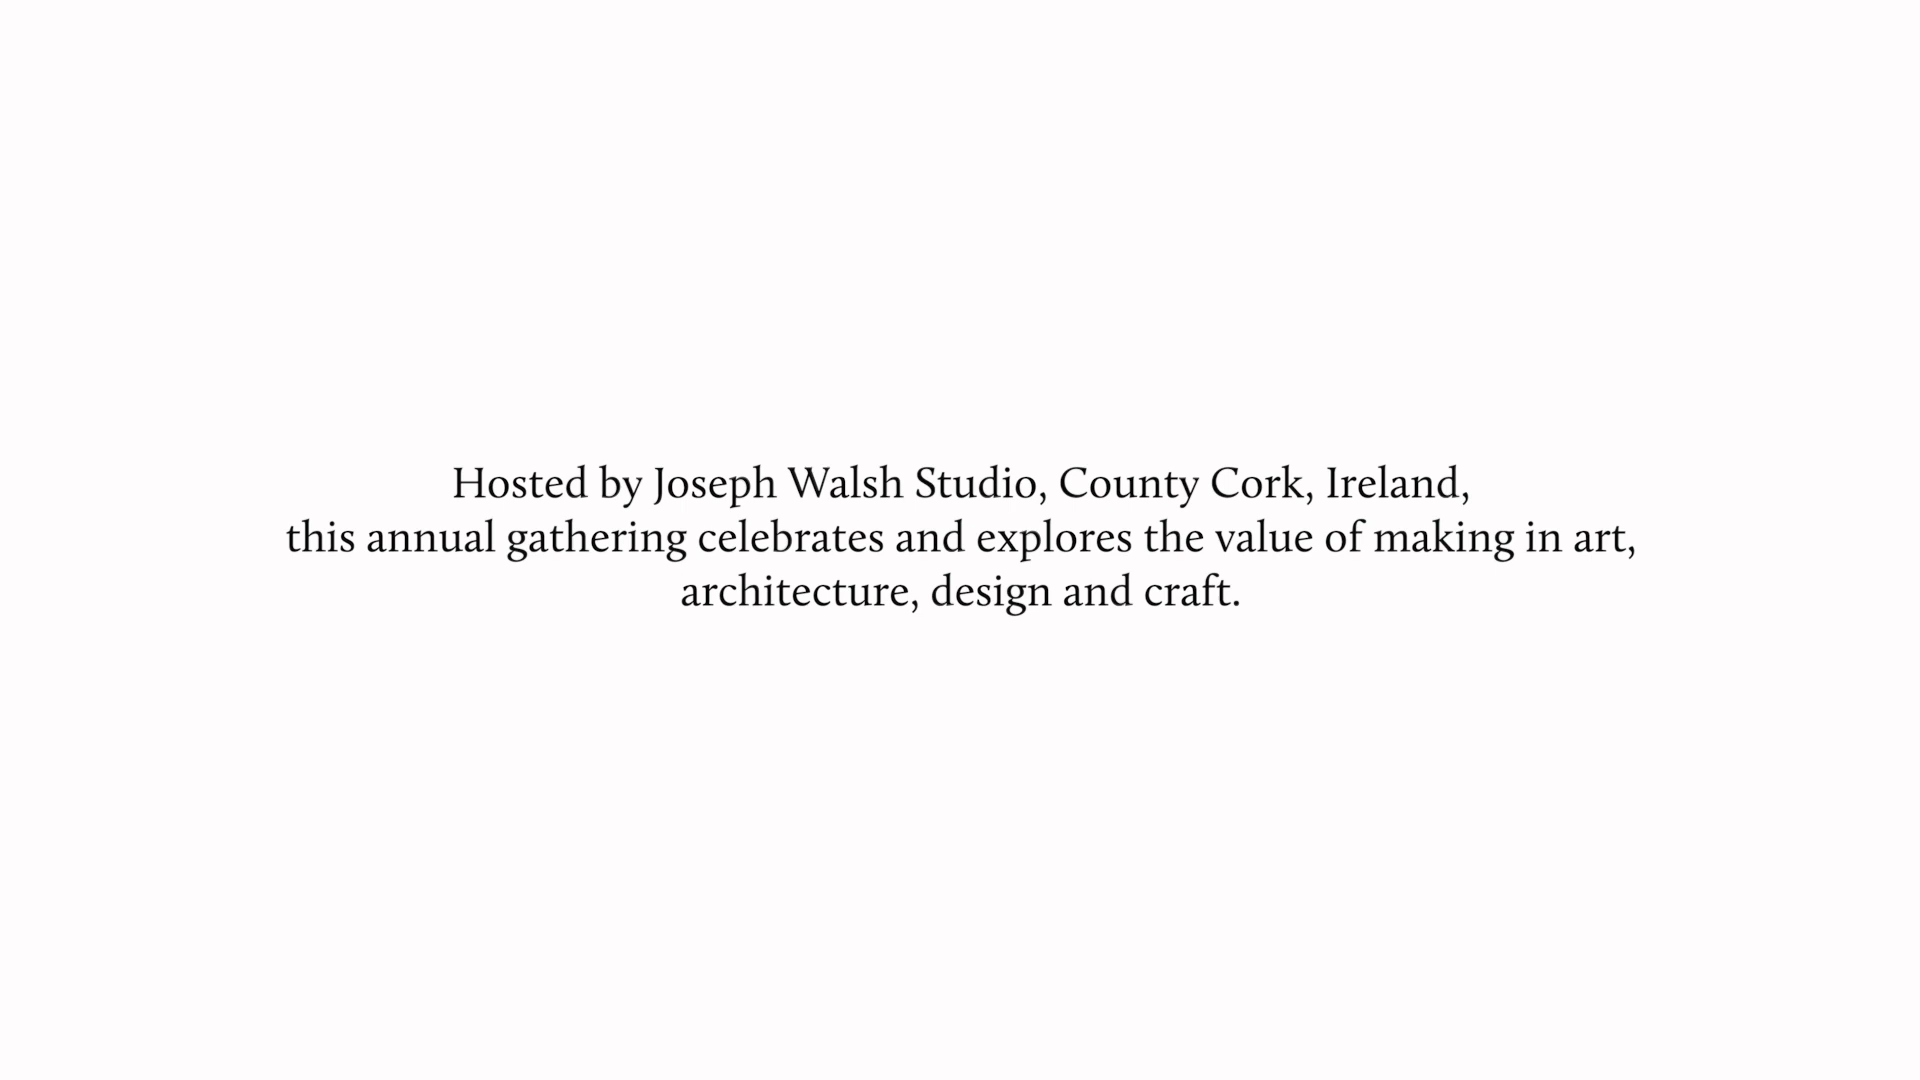 Hosted by Joseph Walsh Studio, County Cork, Ireland,
this annual gathering celebrates and explores the value of making in art,
architecture, design and craft.